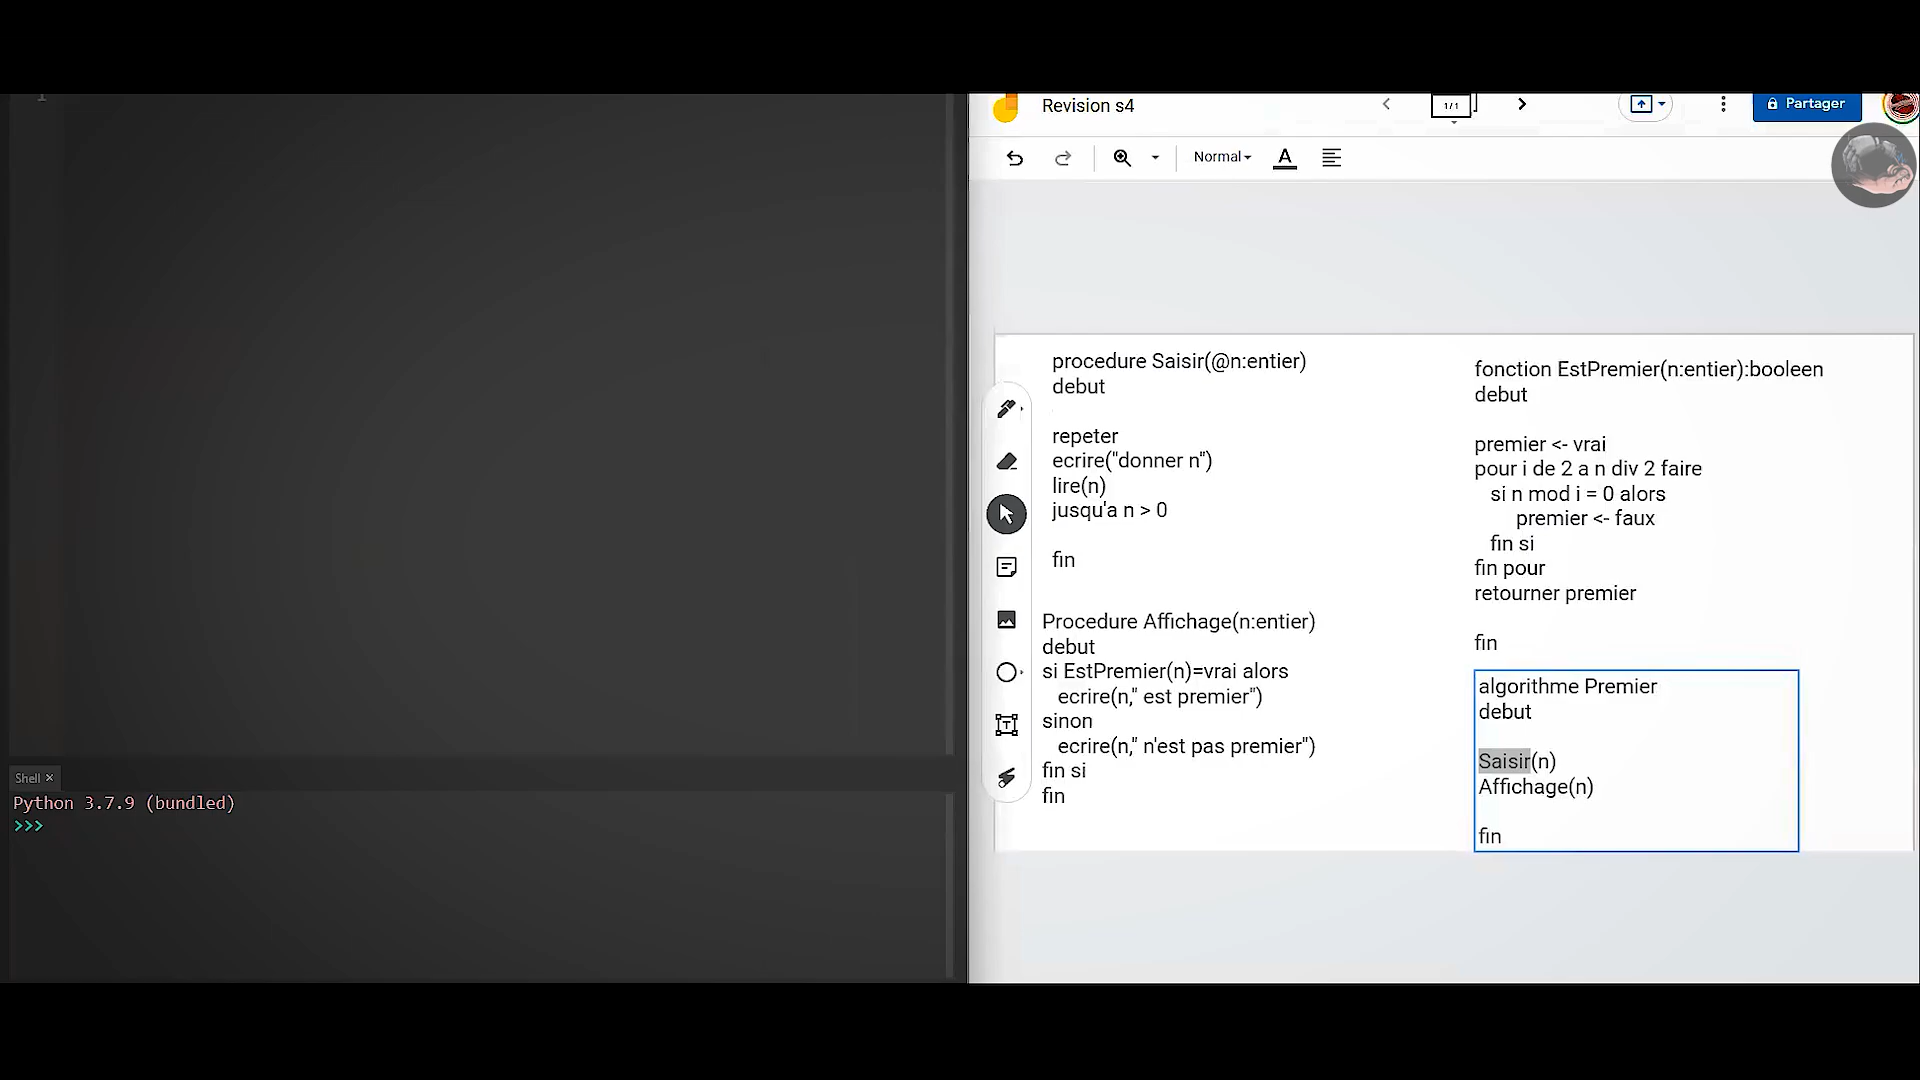 1
Shell ×
Python 3.7.9 (bundled)
>>>
Revision s4
1/1
Partager
Normal
A
procedure Saisir(@n:entier)
debut
repeter
ecrire("donner n")
lire(n)
jusqu'a n > 0
fin
Procedure Affichage(n:entier)
debut
si EstPremier(n)=vrai alors
ecrire(n," est premier")
sinon
ecrire(n," n'est pas premier")
fin si
fin
fonction EstPremier(n:entier):booleen
debut
premier <- vrai
pour i de 2 a n div 2 faire
si n mod i = 0 alors
premier <- faux
fin si
fin pour
retourner premier
fin
algorithme Premier
debut
Saisir(n)
Affichage(n)
fin